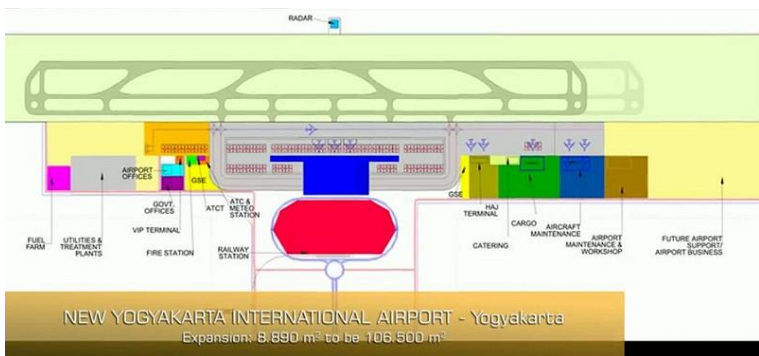 RADAR
AIRPORT
OFFICES
GOVT.
OFFICES
VIP TERMINAL
GSE
ATCT
ATC &
METEO
STATION
FIRE STATION
RAILWAY
STATION
FUEL
FARM
UTILITIES &
TREATMENT
PLANTS
GSE
HAJ
TERMINAL
CATERING
CARGO
AIRCRAFT
MAINTENANCE
AIRPORT
MAINTENANCE &
WORKSHOP
FUTURE AIRPORT
SUPPORT/
AIRPORT BUSINESS
NEW YOGYAKARTA INTERNATIONAL AIRPORT - Yogyakarta
Expansion: 8.890 m² to be 106.500 m²